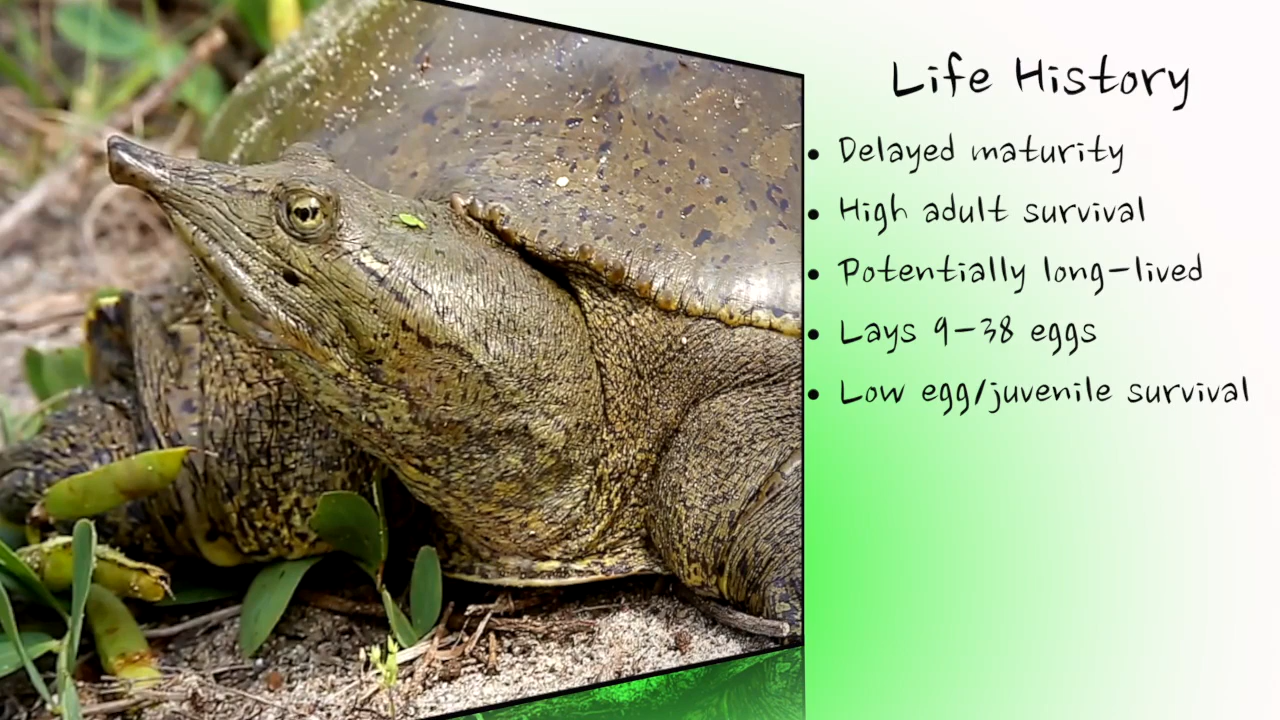 Life History
• Delayed maturity
• High adult survival
• Potentially long-lived
• Lays 9-38 eggs
• Low egg/juvenile survival